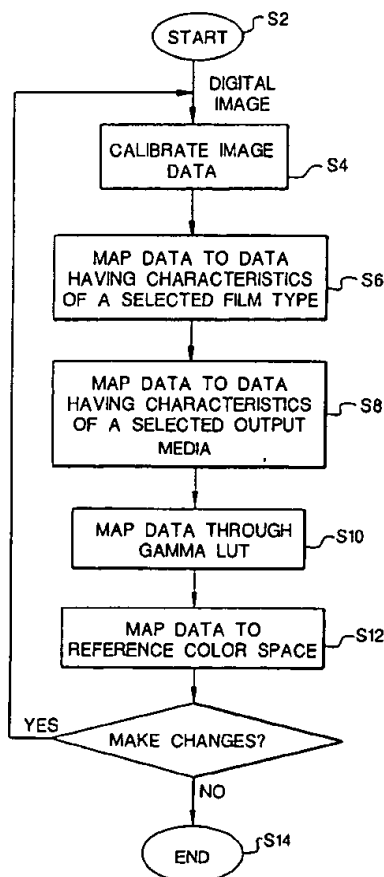 START
S2
DIGITAL
IMAGE
CALIBRATE IMAGE
DATA
S4
MAP DATA TO DATA
HAVING CHARACTERISTICS
OF A SELECTED FILM TYPE
S6
MAP DATA TO DATA
HAVING CHARACTERISTICS
OF A SELECTED OUTPUT
MEDIA
S8
MAP DATA THROUGH
GAMMA LUT
S10
MAP DATA TO
REFERENCE COLOR SPACE
S12
YES
MAKE CHANGES?
NO
END
S14